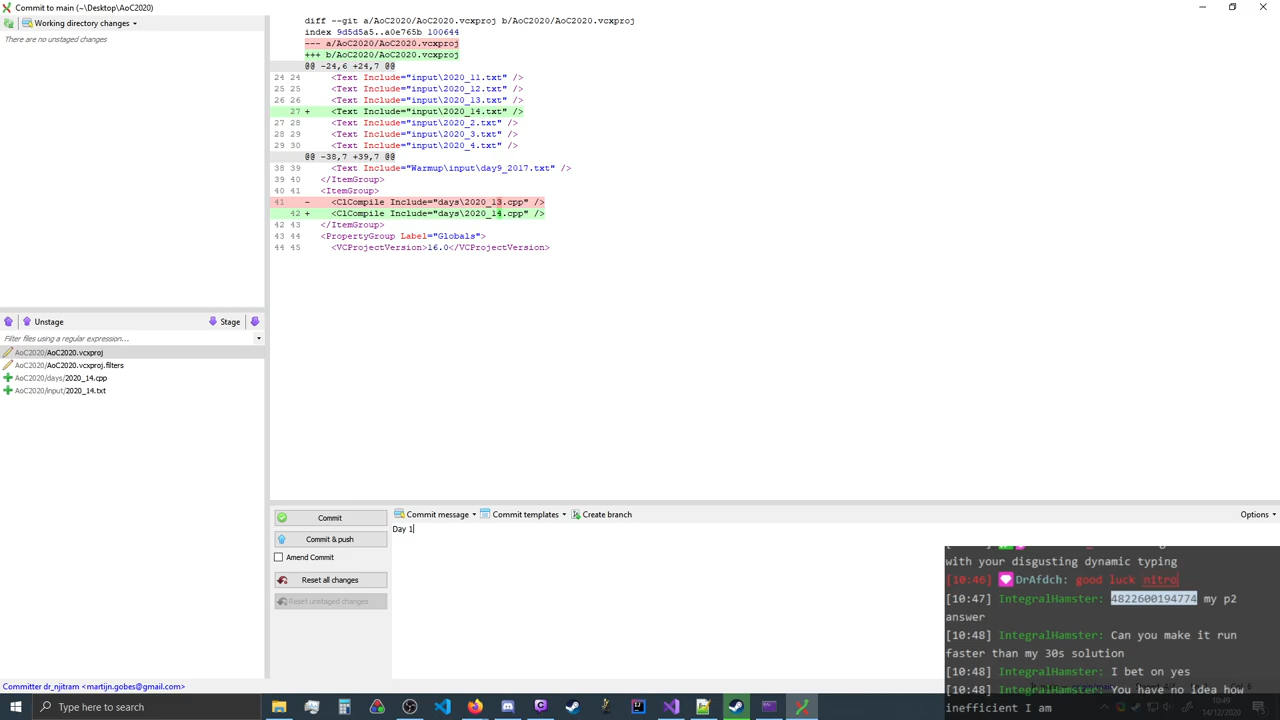 Commit to main (~\Desktop\AoC2020)
Working directory changes
There are no unstaged changes
Unstage
Stage
Filter files using a regular expression...
AoC2020/AoC2020.vcxproj
AoC2020/AoC2020.vcxproj.filters
AoC2020/days/2020_14.cpp
AoC2020/input/2020_14.txt
diff --git a/AoC2020/AoC2020.vcxproj b/AoC2020/AoC2020.vcxproj
index 9d5d5a5..a0e765b 100644
--- a/AoC2020/AoC2020.vcxproj
+++ b/AoC2020/AoC2020.vcxproj
@@ -24,6 +24,7 @@
24 24 <Text Include="input\2020_11.txt" />
25 25 <Text Include="input\2020_12.txt" />
26 26 <Text Include="input\2020_13.txt" />
27 + <Text Include="input\2020_14.txt" />
27 28 <Text Include="input\2020_2.txt" />
28 29 <Text Include="input\2020_3.txt" />
29 30 <Text Include="input\2020_4.txt" />
@@ -38,7 +39,7 @@
38 39 <Text Include="Warmup\input\day9_2017.txt" />
39 40 </ItemGroup>
40 41 <ItemGroup>
41 - <ClCompile Include="days\2020_13.cpp" />
42 + <ClCompile Include="days\2020_14.cpp" />
42 43 </ItemGroup>
43 44 <PropertyGroup Label="Globals">
44 45 <VCProjectVersion>16.0</VCProjectVersion>
Commit
Commit & push
Amend Commit
Reset all changes
Reset unstaged changes
Commit message
Commit templates
Create branch
Options
Day 1
with your disgusting dynamic typing
[10:46] DrAfdch: good luck nitro
[10:47] IntegralHamster: 4822600194774 my p2
answer
[10:48] IntegralHamster: Can you make it run
faster than my 30s solution
[10:48] IntegralHamster: I bet on yes
[10:48] IntegralHamster: You have no idea how
inefficient I am
Committer dr_njitram <martijn.gobes@gmail.com>
Type here to search
10:49
14/12/2020